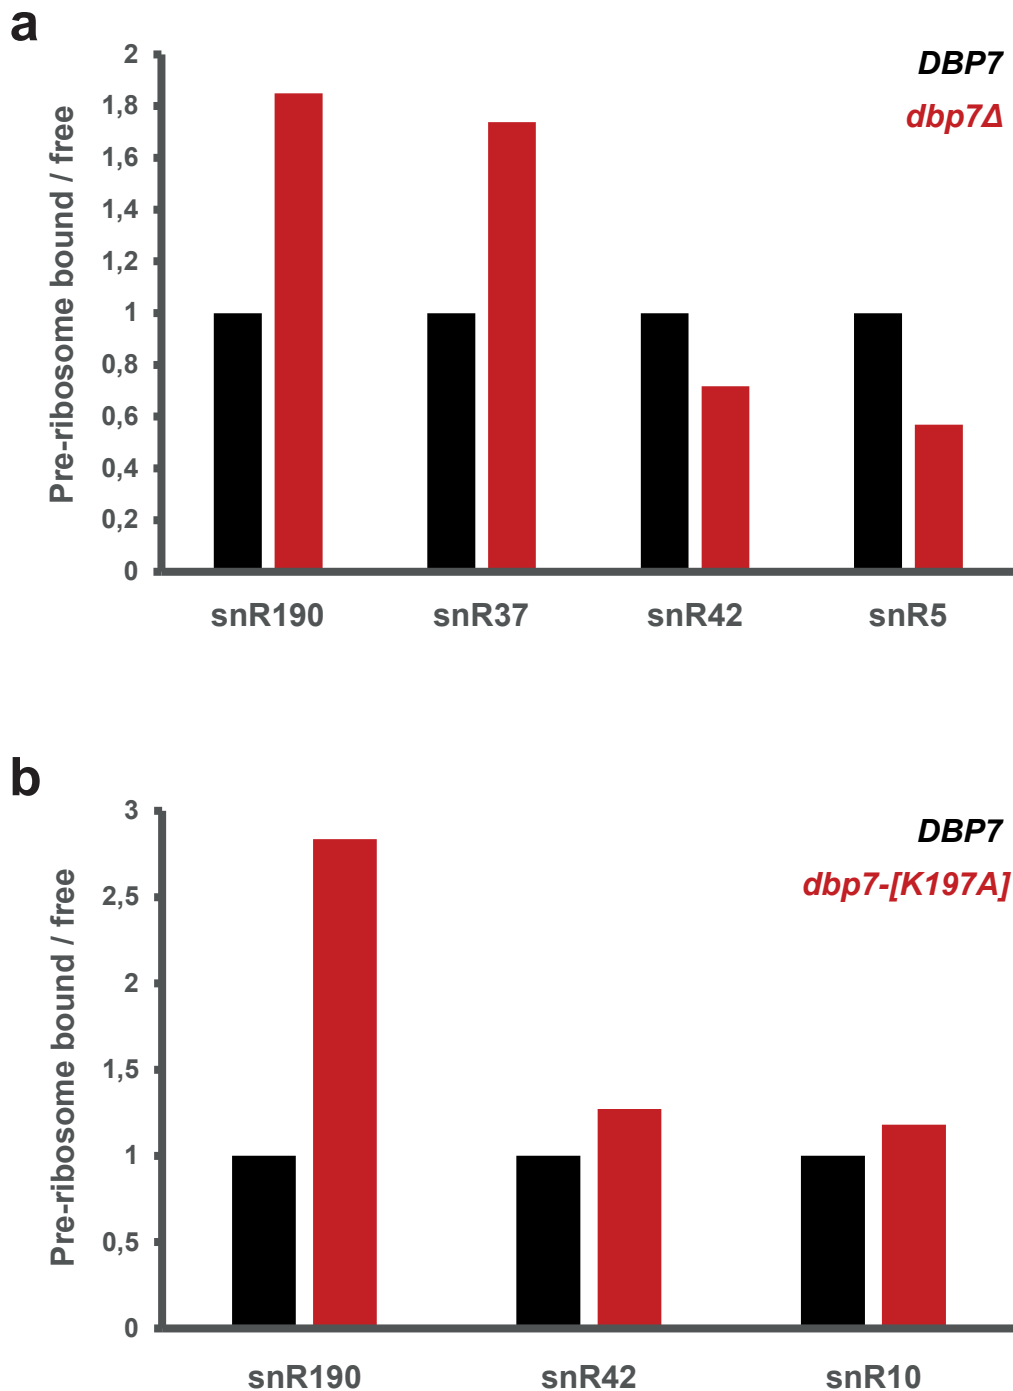 a
DBP7
dbp7Δ
Pre-ribosome bound / free
2
1,8
1,6
1,4
1,2
1
0,8
0,6
0,4
0,2
0
snR190 snR37 snR42 snR5
b
DBP7
dbp7-[K197A]
Pre-ribosome bound / free
3
2,5
2
1,5
1
0,5
0
snR190 snR42 snR10